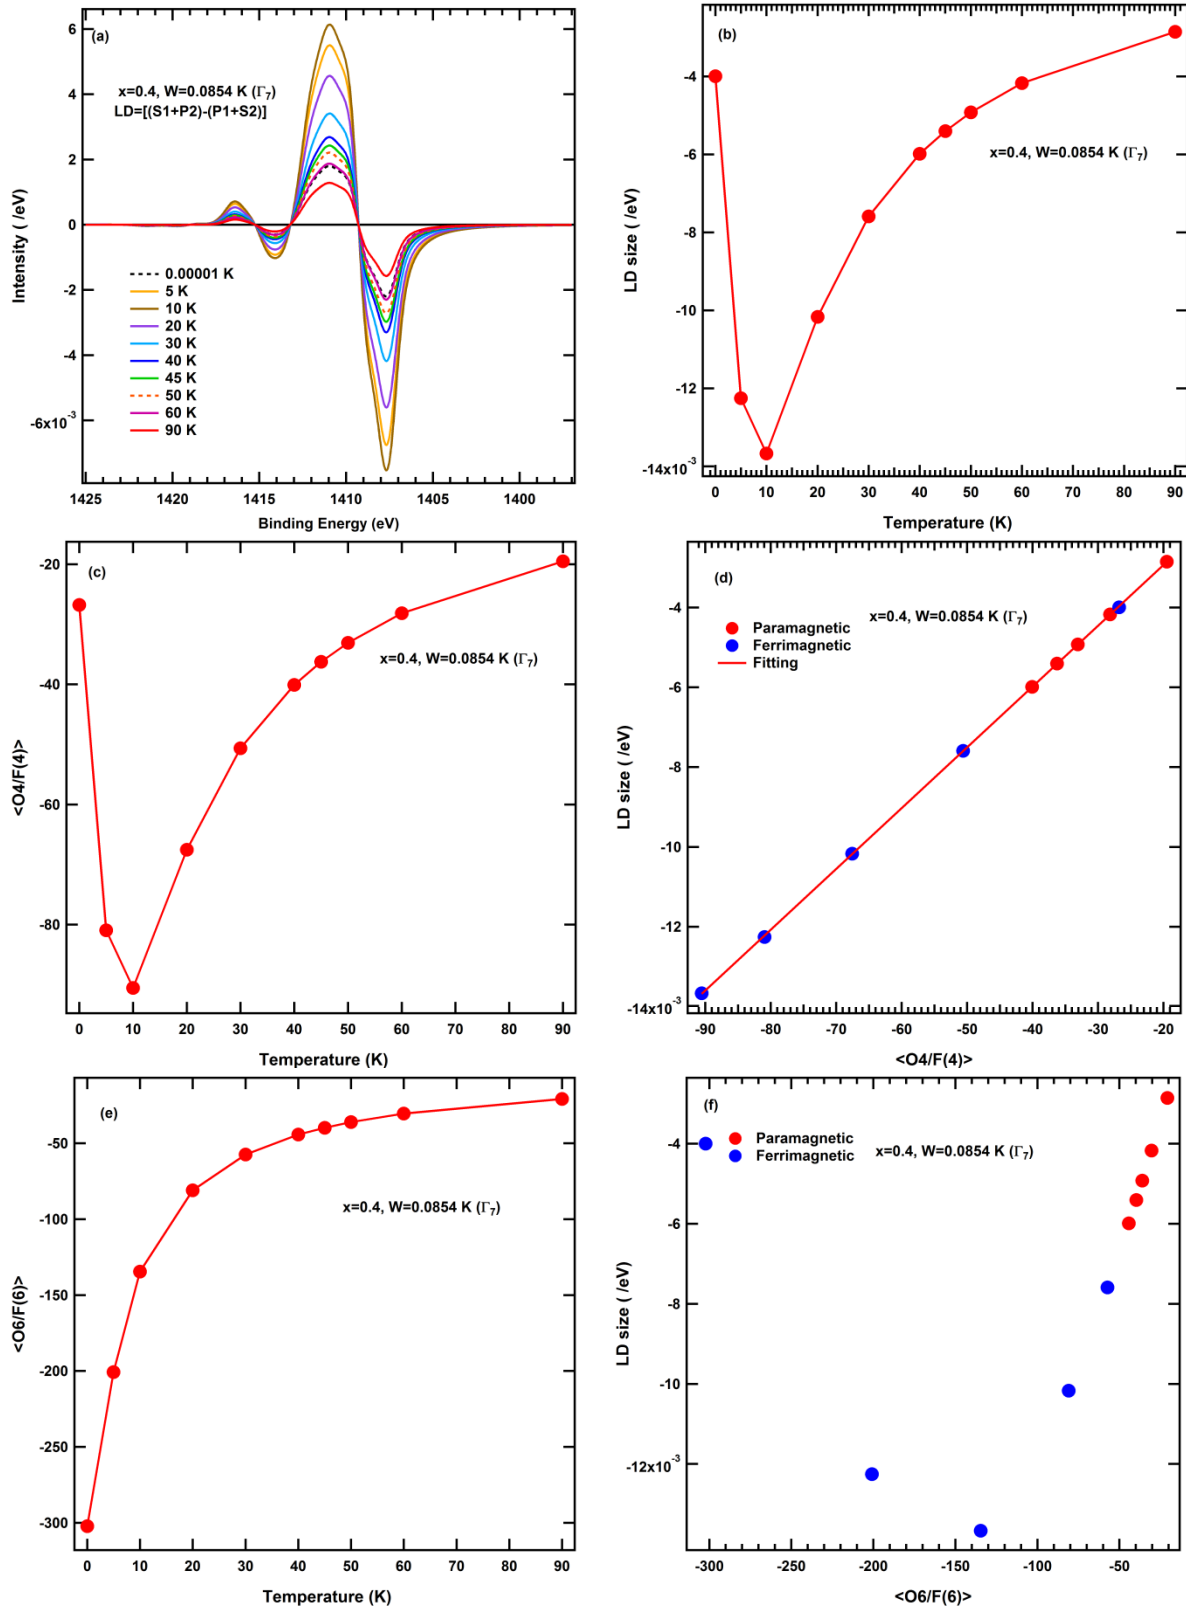 (a)
x=0.4, W=0.0854 K (Γ₇)
LD=[(S1+P2)-(P1+S2)]
Intensity ( /eV)
6
4
2
0
-2
-4
-6x10⁻³
0.00001 K
5 K
10 K
20 K
30 K
40 K
45 K
50 K
60 K
90 K
1425 1420 1415 1410 1405 1400
Binding Energy (eV)
(b)
x=0.4, W=0.0854 K (Γ₇)
LD size ( /eV)
-4
-6
-8
-10
-12
-14x10⁻³
0 10 20 30 40 50 60 70 80 90
Temperature (K)
(c)
x=0.4, W=0.0854 K (Γ₇)
<O4/F(4)>
-20
-40
-60
-80
0 10 20 30 40 50 60 70 80 90
Temperature (K)
(d)
x=0.4, W=0.0854 K (Γ₇)
Paramagnetic
Ferrimagnetic
Fitting
LD size ( /eV)
-4
-6
-8
-10
-12
-14x10⁻³
-90 -80 -70 -60 -50 -40 -30 -20
<O4/F(4)>
(e)
x=0.4, W=0.0854 K (Γ₇)
<O6/F(6)>
-50
-100
-150
-200
-250
-300
0 10 20 30 40 50 60 70 80 90
Temperature (K)
(f)
Paramagnetic
Ferrimagnetic
x=0.4, W=0.0854 K (Γ₇)
LD size ( /eV)
-4
-6
-8
-10
-12x10⁻³
-300 -250 -200 -150 -100 -50
<O6/F(6)>